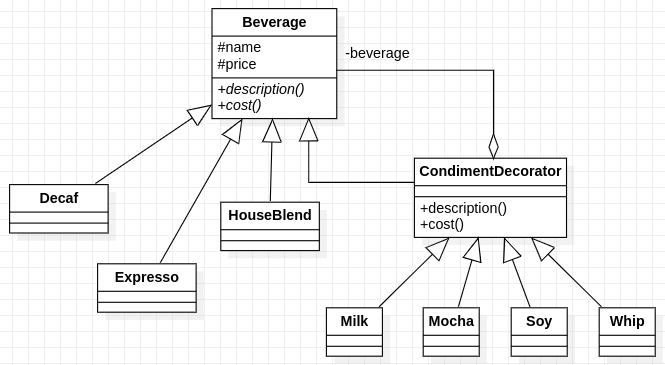 Beverage
#name
#price
+description()
+cost()
-beverage
CondimentDecorator
+description()
+cost()
Decaf
HouseBlend
Expresso
Milk
Mocha
Soy
Whip